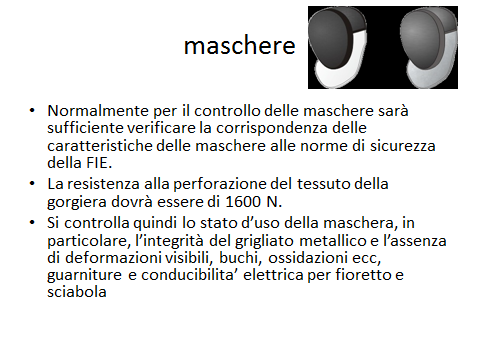 maschere
• Normalmente per il controllo delle maschere sarà
sufficiente verificare la corrispondenza delle
caratteristiche delle maschere alle norme di sicurezza
della FIE.
• La resistenza alla perforazione del tessuto della
gorgiera dovrà essere di 1600 N.
• Si controlla quindi lo stato d’uso della maschera, in
particolare, l’integrità del grigliato metallico e l’assenza
di deformazioni visibili, buchi, ossidazioni ecc,
guarniture e conducibilita’ elettrica per fioretto e
sciabola